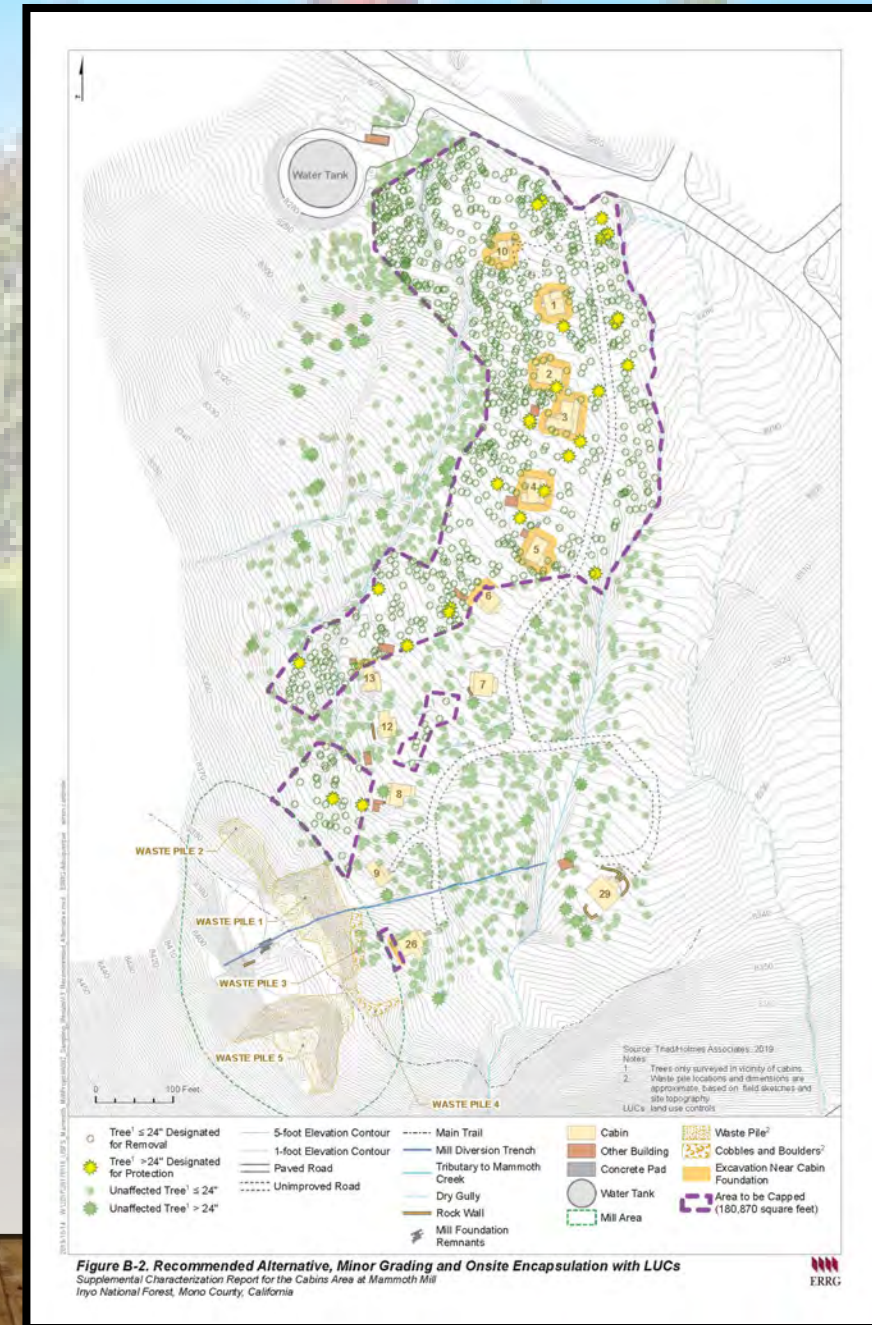 Water Tank
10
1
2
3
4
5
6
13
7
12
8
9
29
26
WASTE PILE 2
WASTE PILE 1
WASTE PILE 3
WASTE PILE 5
WASTE PILE 4
0 100 Feet
Source: Triad/Holmes Associates, 2019
Notes:
1. Trees only surveyed in vicinity of cabins.
2. Waste pile locations and dimensions are
approximate, based on field sketches and
site topography
LUCs land use controls
Tree¹ ≤ 24" Designated
for Removal
Tree¹ >24" Designated
for Protection
Unaffected Tree¹ ≤ 24"
Unaffected Tree¹ > 24"
5-foot Elevation Contour
1-foot Elevation Contour
Paved Road
Unimproved Road
Main Trail
Mill Diversion Trench
Tributary to Mammoth
Creek
Dry Gully
Rock Wall
Mill Foundation
Remnants
Cabin
Other Building
Concrete Pad
Water Tank
Mill Area
Waste Pile²
Cobbles and Boulders²
Excavation Near Cabin
Foundation
Area to be Capped
(180,870 square feet)
Figure B-2. Recommended Alternative, Minor Grading and Onsite Encapsulation with LUCs
Supplemental Characterization Report for the Cabins Area at Mammoth Mill
Inyo National Forest, Mono County, California
ERRG